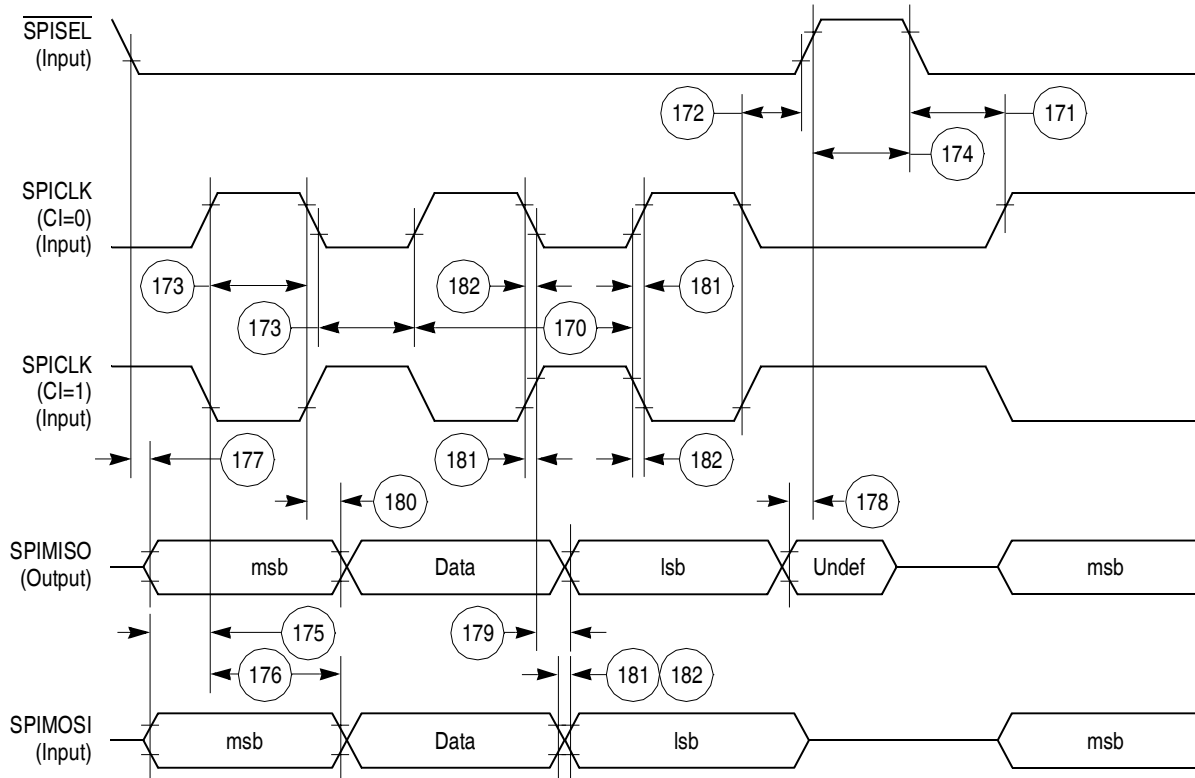 SPISEL
(Input)
172
171
174
SPICLK
(CI=0)
(Input)
173
182
181
173
170
SPICLK
(CI=1)
(Input)
177
181
182
180
178
SPIMISO
(Output)
msb
Data
lsb
Undef
msb
175
179
176
181
182
SPIMOSI
(Input)
msb
Data
lsb
msb